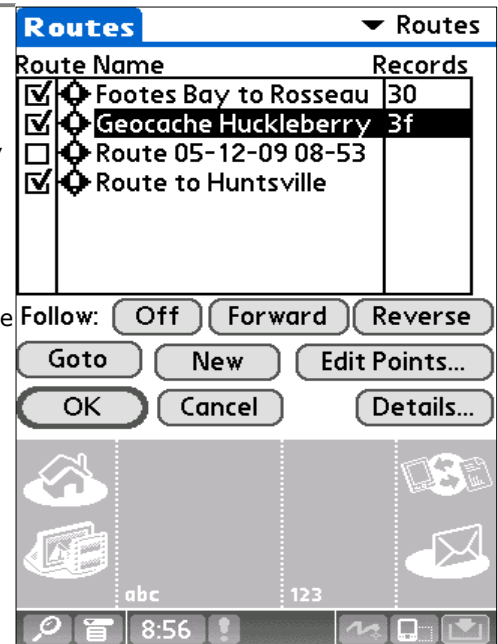 Routes Routes
Route Name Records
Footes Bay to Rosseau 30
Geocache Huckleberry 3f
Route 05-12-09 08-53
Route to Huntsville
Follow: Off Forward Reverse
Goto New Edit Points...
OK Cancel Details...
abc 123
8:56